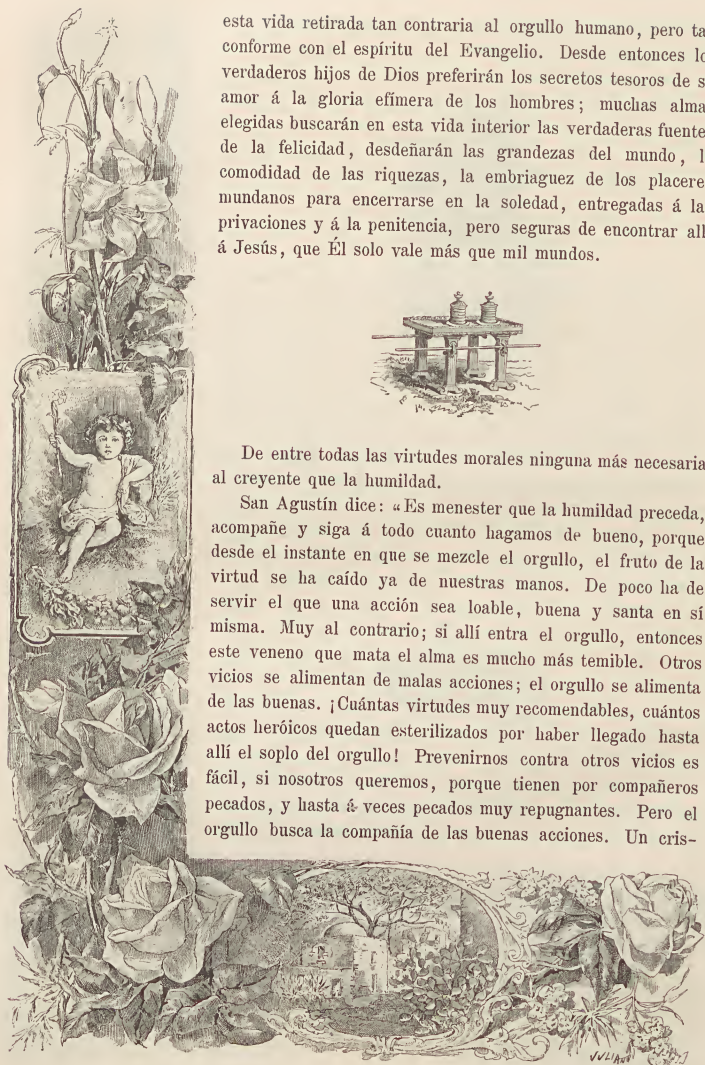 esta vida retirada tan contraria al orgullo humano, pero ta
conforme con el espíritu del Evangelio. Desde entonces lo
verdaderos hijos de Dios preferirán los secretos tesoros de s
amor á la gloria efímera de los hombres; muchas alma
elegidas buscarán en esta vida interior las verdaderas fuente
de la felicidad, desdeñarán las grandezas del mundo, l
comodidad de las riquezas, la embriaguez de los placere
mundanos para encerrarse en la soledad, entregadas á la
privaciones y á la penitencia, pero seguras de encontrar all
á Jesús, que Él solo vale más que mil mundos.
De entre todas las virtudes morales ninguna más necesaria
al creyente que la humildad.
San Agustín dice: «Es menester que la humildad preceda,
acompañe y siga á todo cuanto hagamos de bueno, porque
desde el instante en que se mezcle el orgullo, el fruto de la
virtud se ha caído ya de nuestras manos. De poco ha de
servir el que una acción sea loable, buena y santa en sí
misma. Muy al contrario; si allí entra el orgullo, entonces
este veneno que mata el alma es mucho más temible. Otros
vicios se alimentan de malas acciones; el orgullo se alimenta
de las buenas. ¡Cuántas virtudes muy recomendables, cuántos
actos heróicos quedan esterilizados por haber llegado hasta
allí el soplo del orgullo! Prevenirnos contra otros vicios es
fácil, si nosotros queremos, porque tienen por compañeros
pecados, y hasta á veces pecados muy repugnantes. Pero el
orgullo busca la compañía de las buenas acciones. Un cris-